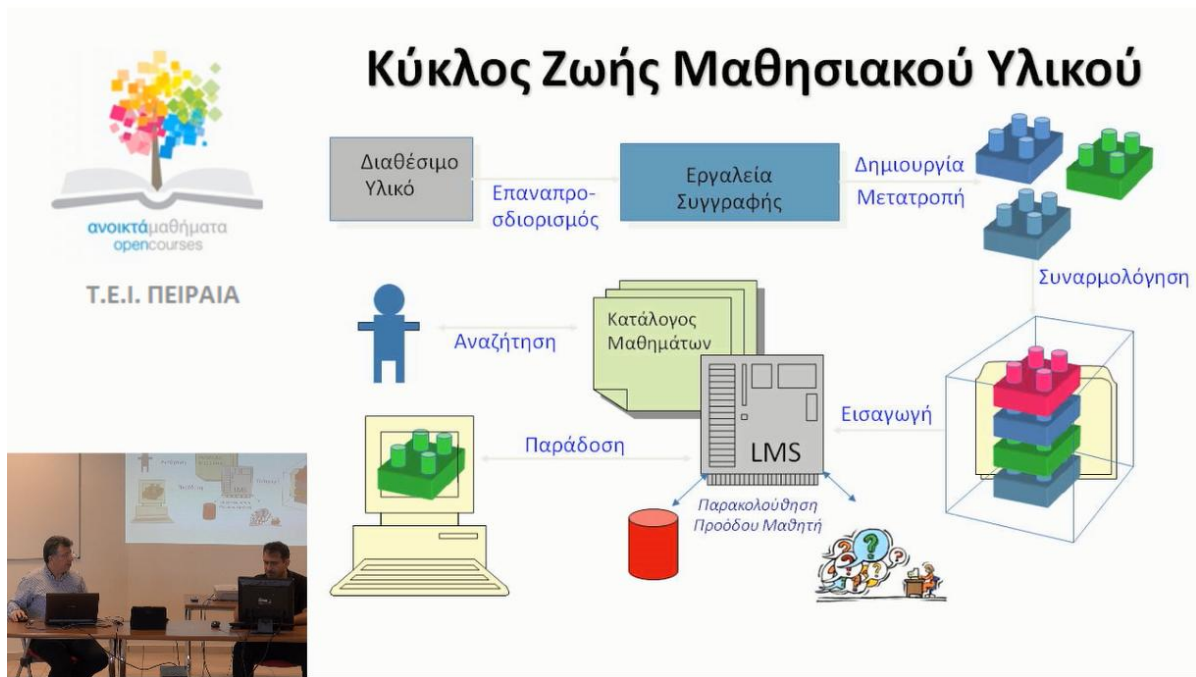 Κύκλος Ζωής Μαθησιακού Υλικού
ανοικτάμαθήματα
opencourses
Τ.Ε.Ι. ΠΕΙΡΑΙΑ
Διαθέσιμο
Υλικό
Επαναπρο-
σδιορισμός
Εργαλεία
Συγγραφής
Δημιουργία
Μετατροπή
Συναρμολόγηση
Αναζήτηση
Κατάλογος
Μαθημάτων
Εισαγωγή
Παράδοση
LMS
Παρακολούθηση
Προόδου Μαθητή